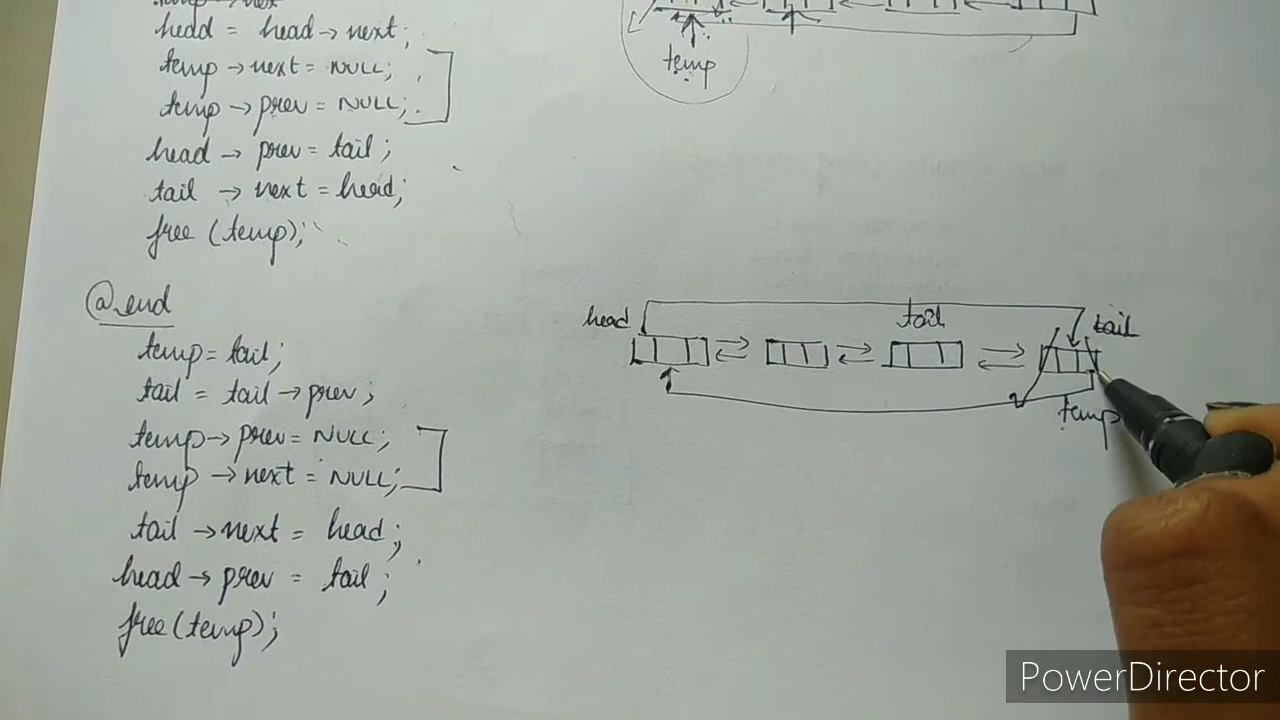 head = head → next;
temp → next = NULL;
temp → prev = NULL;
head → prev = tail;
tail → next = head;
free (temp);
@ end
temp = tail;
tail = tail → prev;
temp → prev = NULL;
temp → next = NULL;
tail → next = head;
head → prev = tail;
free (temp);
temp
head
tail
tail
temp
PowerDirector